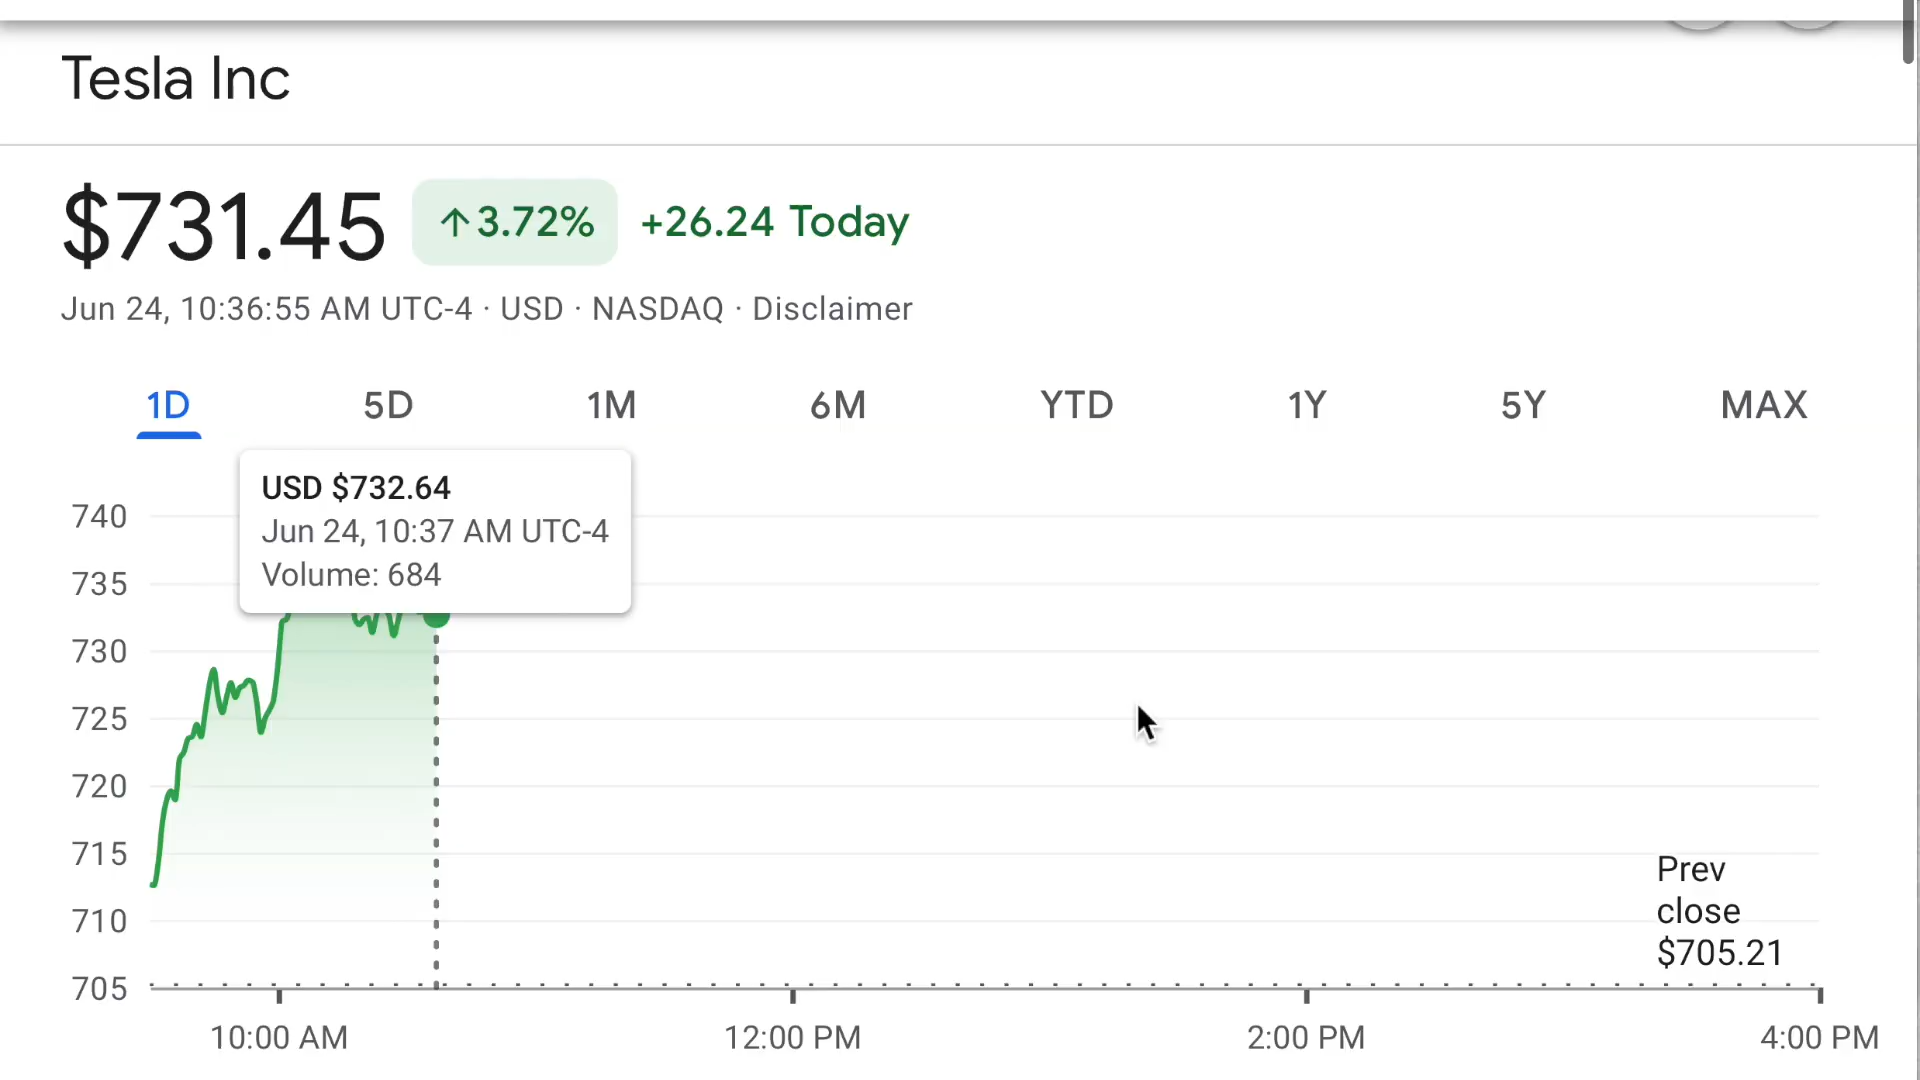 Tesla Inc
$731.45 ↑3.72% +26.24 Today
Jun 24, 10:36:55 AM UTC-4 · USD · NASDAQ · Disclaimer
1D 5D 1M 6M YTD 1Y 5Y MAX
USD $732.64
Jun 24, 10:37 AM UTC-4
Volume: 684
740
735
730
725
720
715
710
705
Prev
close
$705.21
10:00 AM 12:00 PM 2:00 PM 4:00 PM